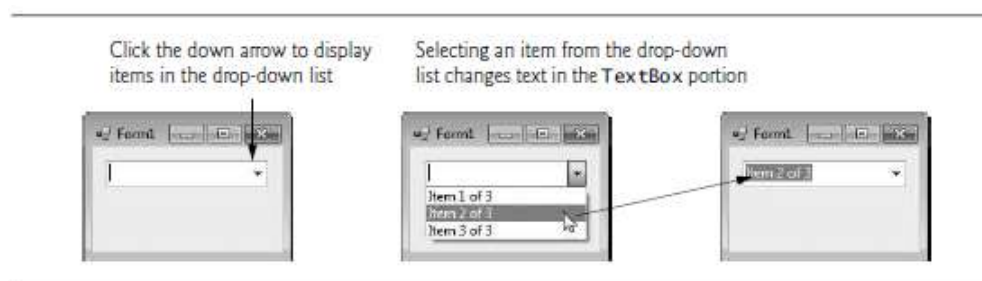 Click the down arrow to display
items in the drop-down list
Selecting an item from the drop-down
list changes text in the TextBox portion
Form1
Form1
Item 1 of 3
Item 2 of 3
Item 3 of 3
Form1
Item 2 of 3